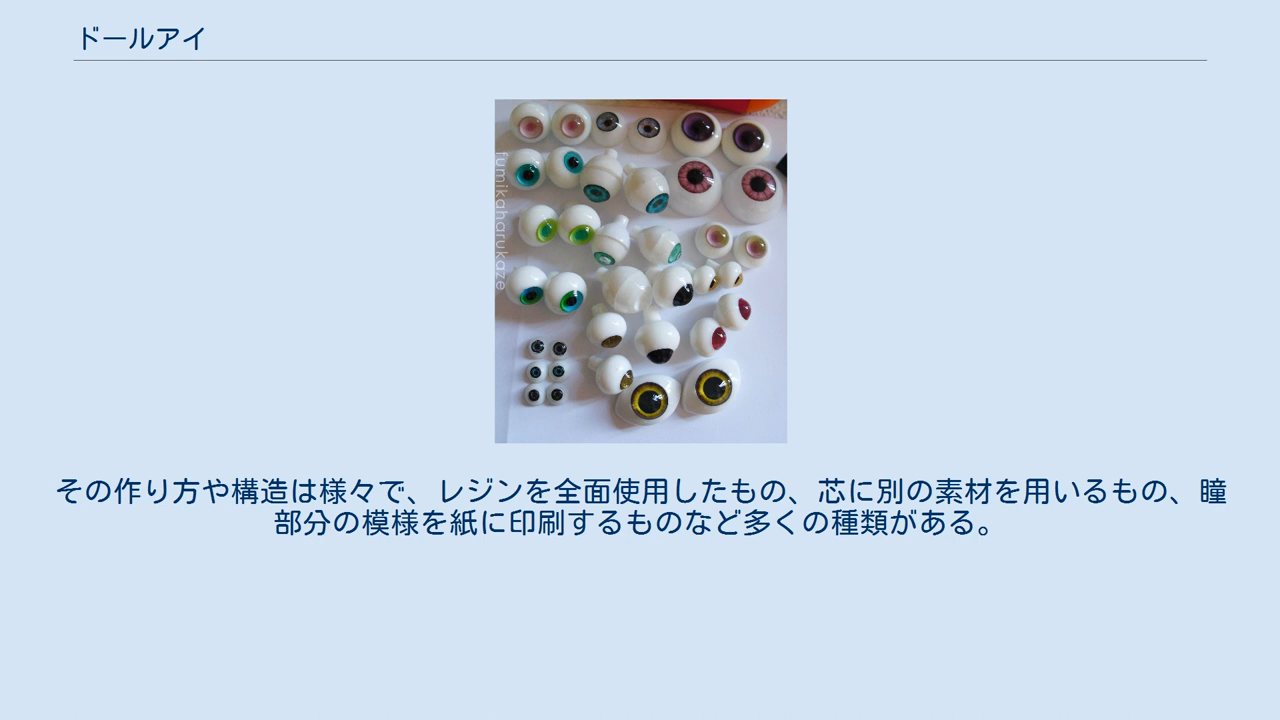 ドールアイ
fumikaharukaze
その作り方や構造は様々で、レジンを全面使用したもの、芯に別の素材を用いるもの、瞳
部分の模様を紙に印刷するものなど多くの種類がある。